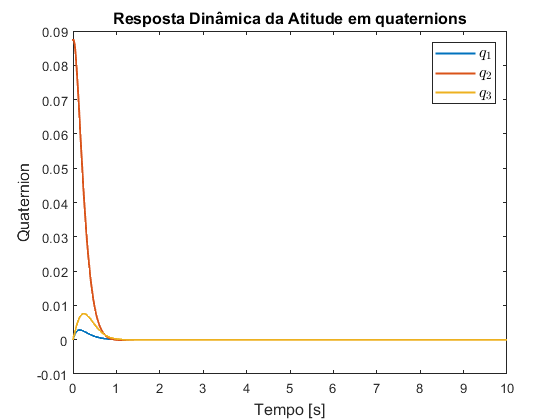 Resposta Dinâmica da Atitude em quaternions
0.09
0.08
0.07
0.06
0.05
0.04
0.03
0.02
0.01
0
-0.01
Quaternion
q1
q2
q3
0 1 2 3 4 5 6 7 8 9 10
Tempo [s]